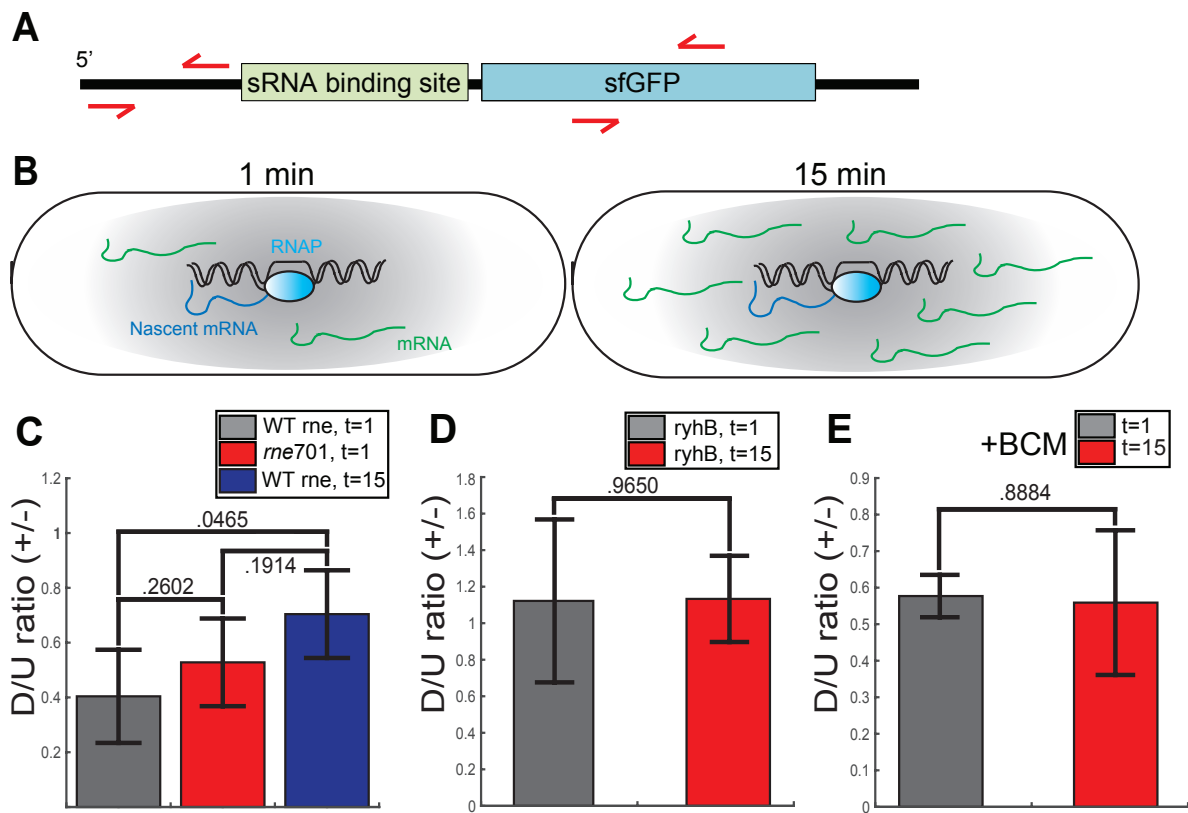 A
5’
sRNA binding site
sfGFP
B
1 min
15 min
RNAP
Nascent mRNA
mRNA
C
WT rne, t=1
rne701, t=1
WT rne, t=15
D/U ratio (+/-)
1.2
1
0.8
0.6
0.4
0.2
.0465
.2602
.1914
D
ryhB, t=1
ryhB, t=15
D/U ratio (+/-)
1.8
1.6
1.4
1.2
1
0.8
0.6
0.4
0.2
0
.9650
E
+BCM
t=1
t=15
D/U ratio (+/-)
0.9
0.8
0.7
0.6
0.5
0.4
0.3
0.2
0.1
0
.8884